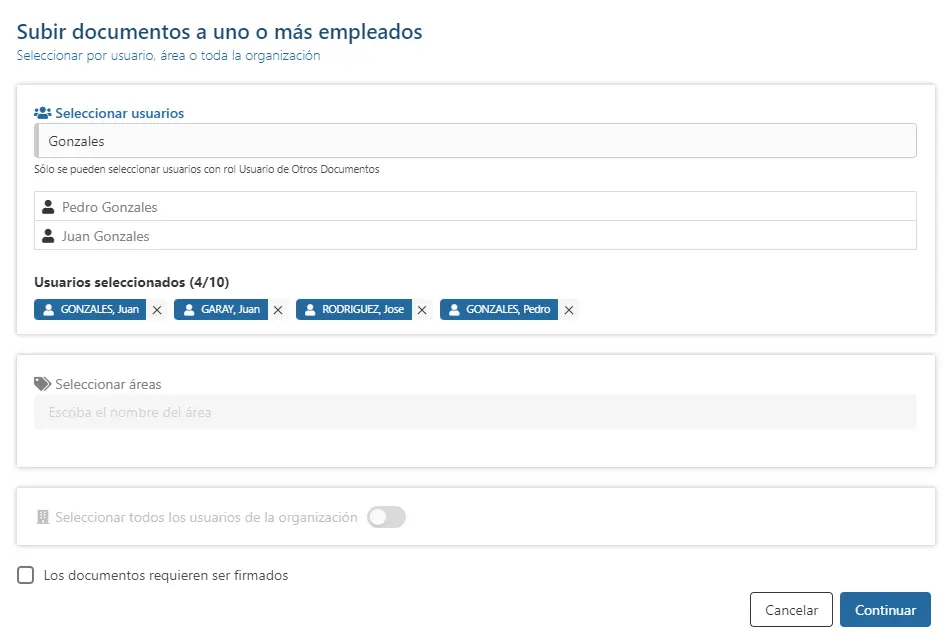 Subir documentos a uno o más empleados
Seleccionar por usuario, área o toda la organización
Seleccionar usuarios
Gonzales
Sólo se pueden seleccionar usuarios con rol Usuario de Otros Documentos
Pedro Gonzales
Juan Gonzales
Usuarios seleccionados (4/10)
GONZALES, Juan GARAY, Juan RODRIGUEZ, Jose GONZALES, Pedro
Seleccionar áreas
Escriba el nombre del área
Seleccionar todos los usuarios de la organización
Los documentos requieren ser firmados
Cancelar Continuar